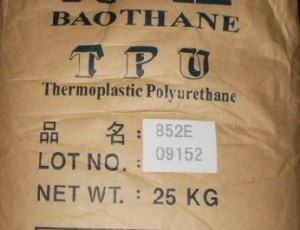 BAOTHANE
TPU
Thermoplastic Polyurethane
品 名：852E
LOT NO.：09152
NET WT.：25 KG